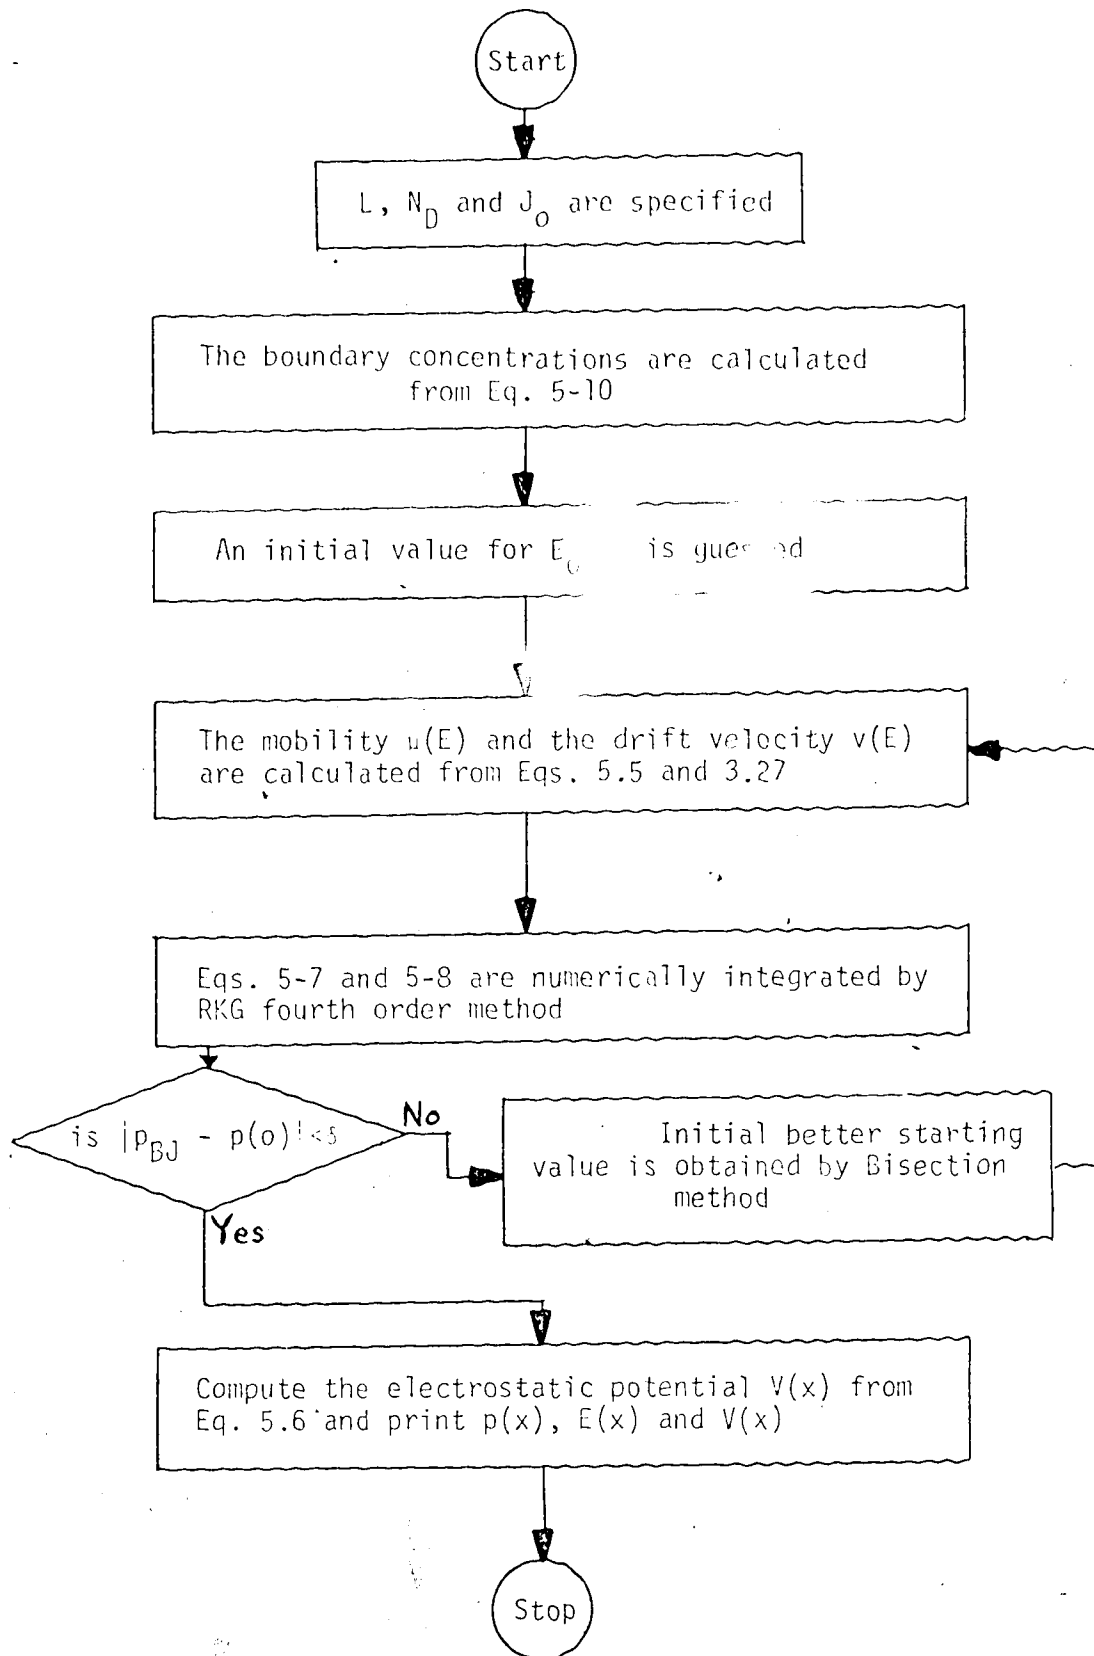 Start
L, N_D and J_o are specified
The boundary concentrations are calculated
from Eq. 5-10
An initial value for E_o is
The mobility u(E) and the drift velocity v(E)
are calculated from Eqs. 5.5 and 3.27
Eqs. 5-7 and 5-8 are numerically integrated by
RKG fourth order method
is |p_BJ - p(o)|<δ
No
Initial better starting
value is obtained by Bisection
method
Yes
Compute the electrostatic potential V(x) from
Eq. 5.6 and print p(x), E(x) and V(x)
Stop